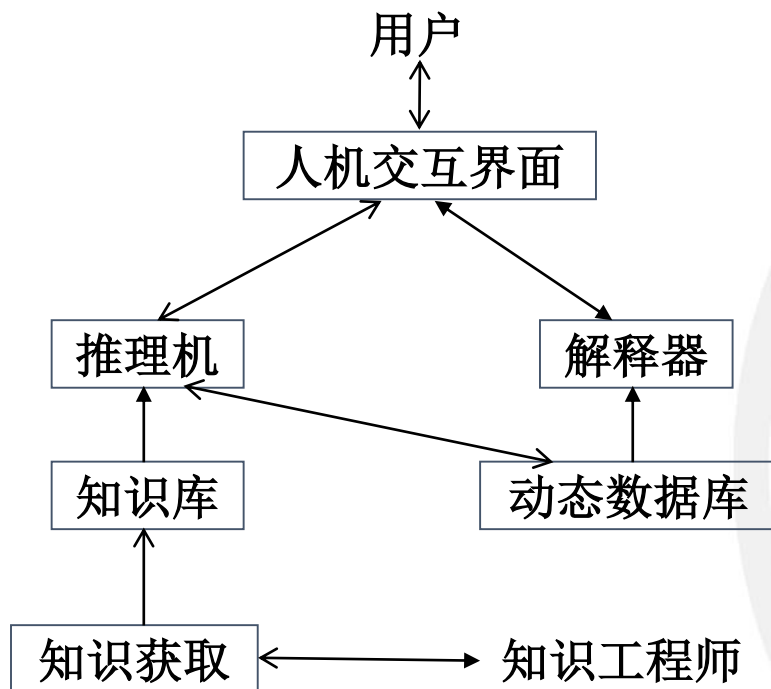 用户
人机交互界面
推理机
解释器
知识库
动态数据库
知识获取
知识工程师